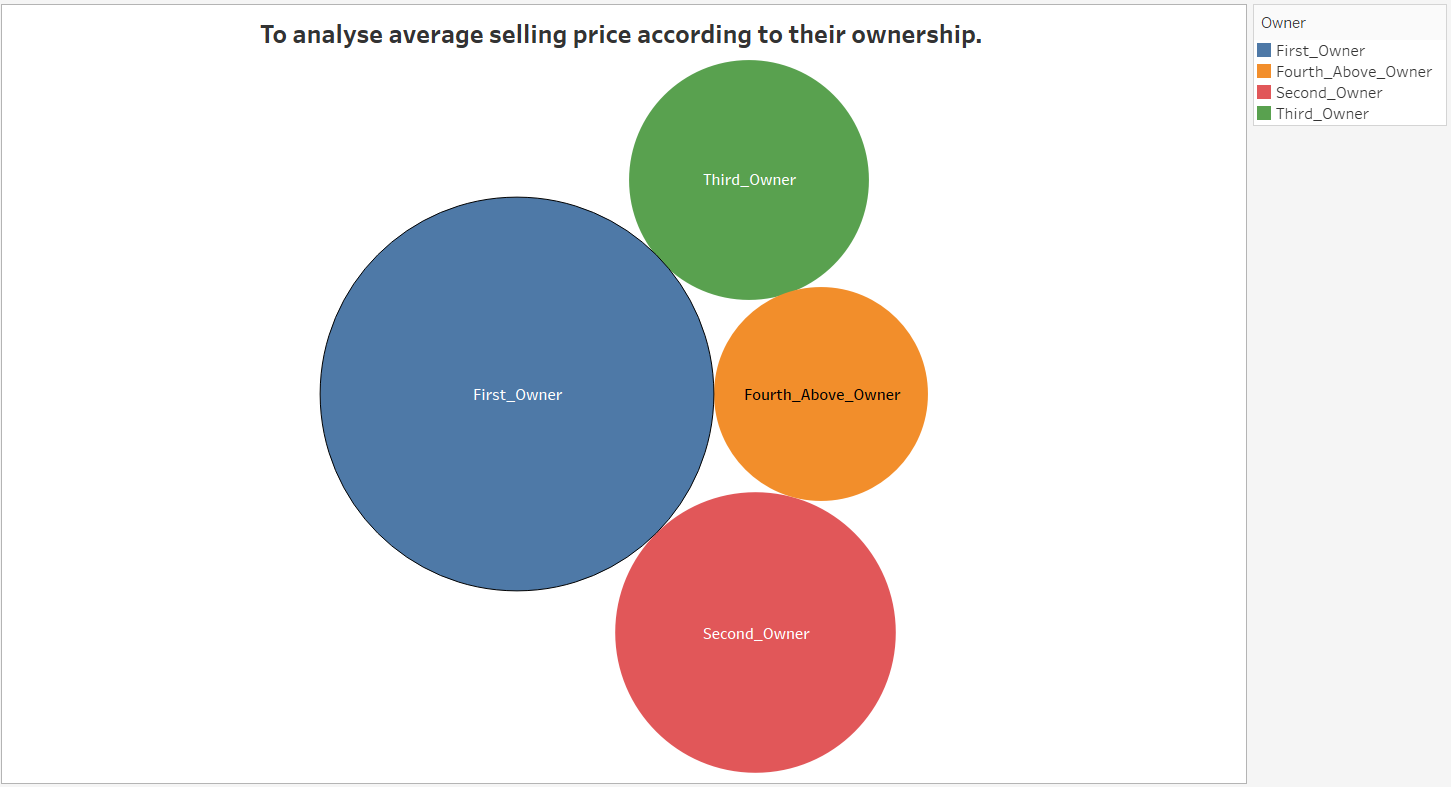 To analyse average selling price according to their ownership.
Third_Owner
First_Owner
Fourth_Above_Owner
Second_Owner
Owner
First_Owner
Fourth_Above_Owner
Second_Owner
Third_Owner